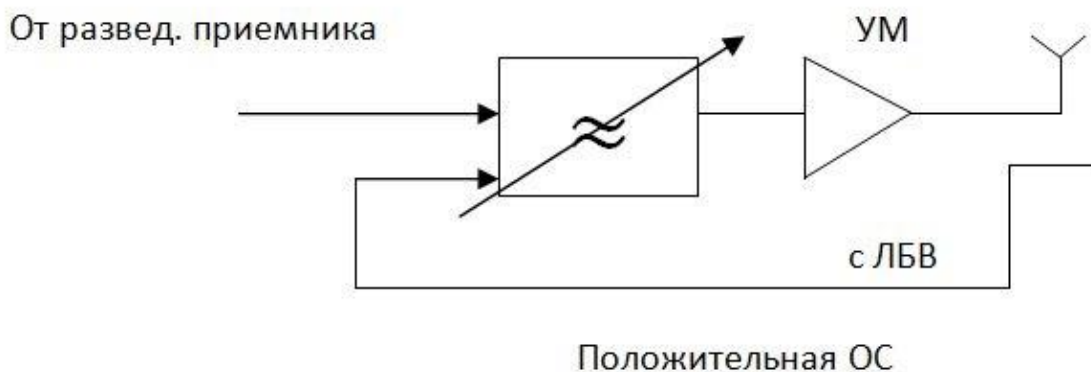 От развед. приемника
УМ
с ЛБВ
Положительная ОС